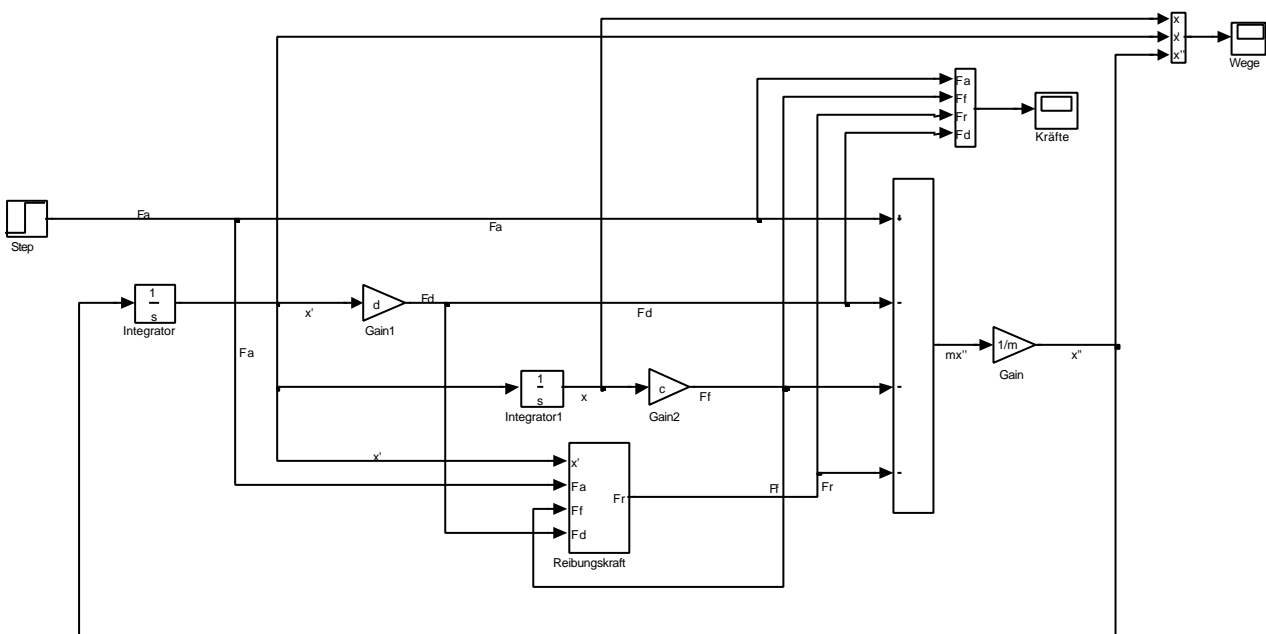 x
x'
x''
Wege
Fa
Ff
Fr
Fd
Kräfte
Fa
Step
Fa
+
1
s
Integrator
x'
d
Gain1
Fd
Fd
-
Fa
mx''
1/m
Gain
x''
1
s
Integrator1
x
c
Gain2
Ff
-
x'
x'
Fa
Ff
Fd
Fr
Reibungskraft
Ff
Fr
-